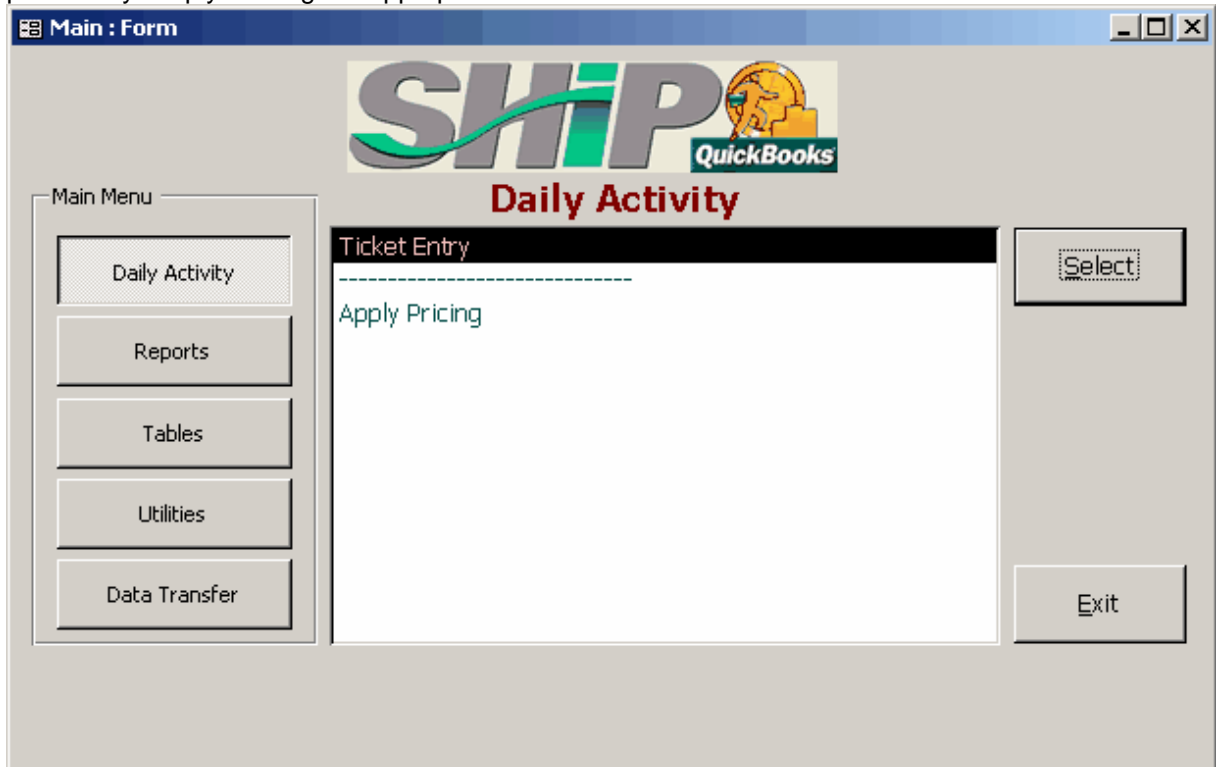 Main : Form
SHiP
QuickBooks
Main Menu
Daily Activity
Daily Activity
Ticket Entry
-----------------------------
Apply Pricing
Select
Reports
Tables
Utilities
Data Transfer
Exit